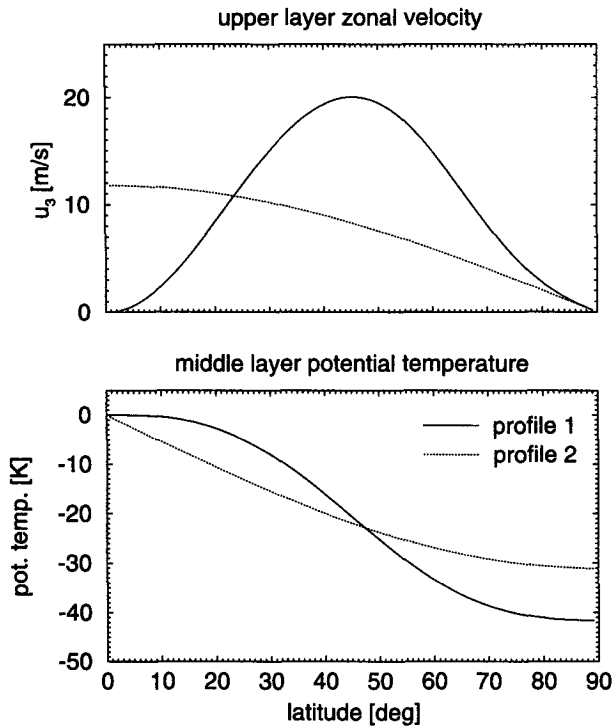 upper layer zonal velocity
u3 [m/s]
20
10
0
middle layer potential temperature
pot. temp. [K]
0
-10
-20
-30
-40
-50
profile 1
profile 2
0 10 20 30 40 50 60 70 80 90
latitude [deg]